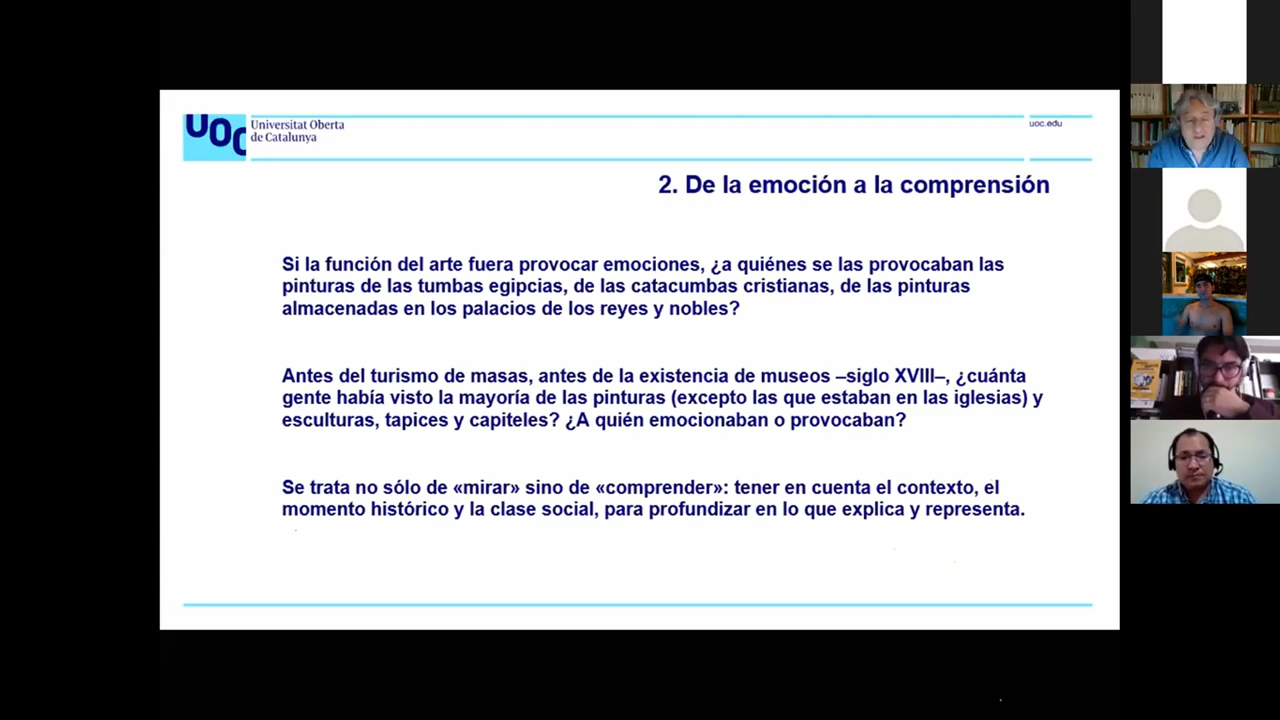 UOC
Universitat Oberta
de Catalunya
uoc.edu
2. De la emoción a la comprensión
Si la función del arte fuera provocar emociones, ¿a quiénes se las provocaban las
pinturas de las tumbas egipcias, de las catacumbas cristianas, de las pinturas
almacenadas en los palacios de los reyes y nobles?
Antes del turismo de masas, antes de la existencia de museos –siglo XVIII–, ¿cuánta
gente había visto la mayoría de las pinturas (excepto las que estaban en las iglesias) y
esculturas, tapices y capiteles? ¿A quién emocionaban o provocaban?
Se trata no sólo de «mirar» sino de «comprender»: tener en cuenta el contexto, el
momento histórico y la clase social, para profundizar en lo que explica y representa.